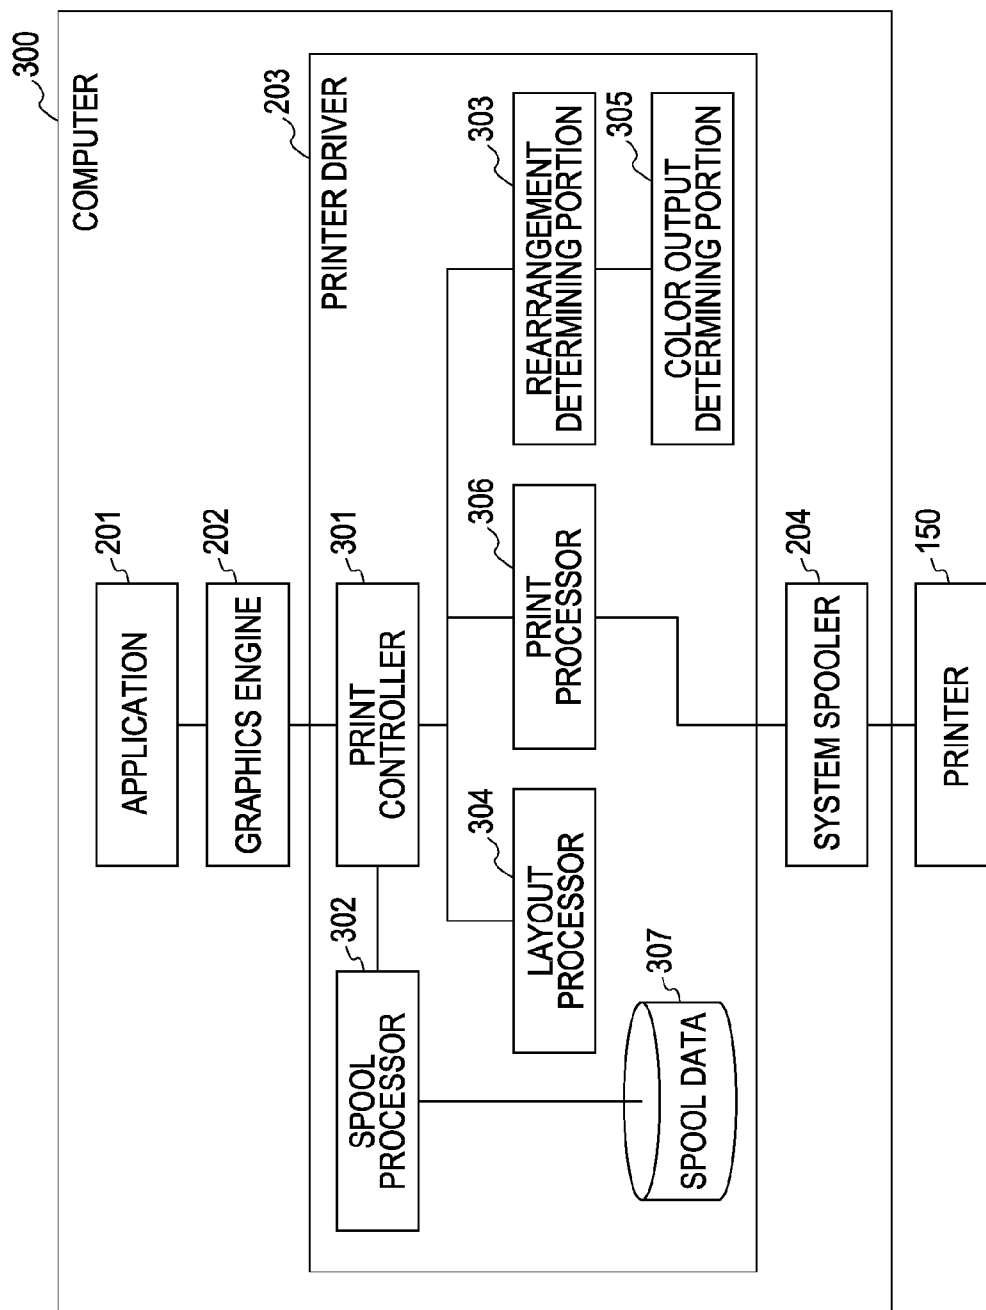 300
COMPUTER
201
APPLICATION
202
GRAPHICS ENGINE
203
PRINTER DRIVER
301
PRINT
CONTROLLER
302
SPOOL
PROCESSOR
304
LAYOUT
PROCESSOR
306
PRINT
PROCESSOR
303
REARRANGEMENT
DETERMINING PORTION
307
SPOOL DATA
305
COLOR OUTPUT
DETERMINING PORTION
204
SYSTEM SPOOLER
150
PRINTER